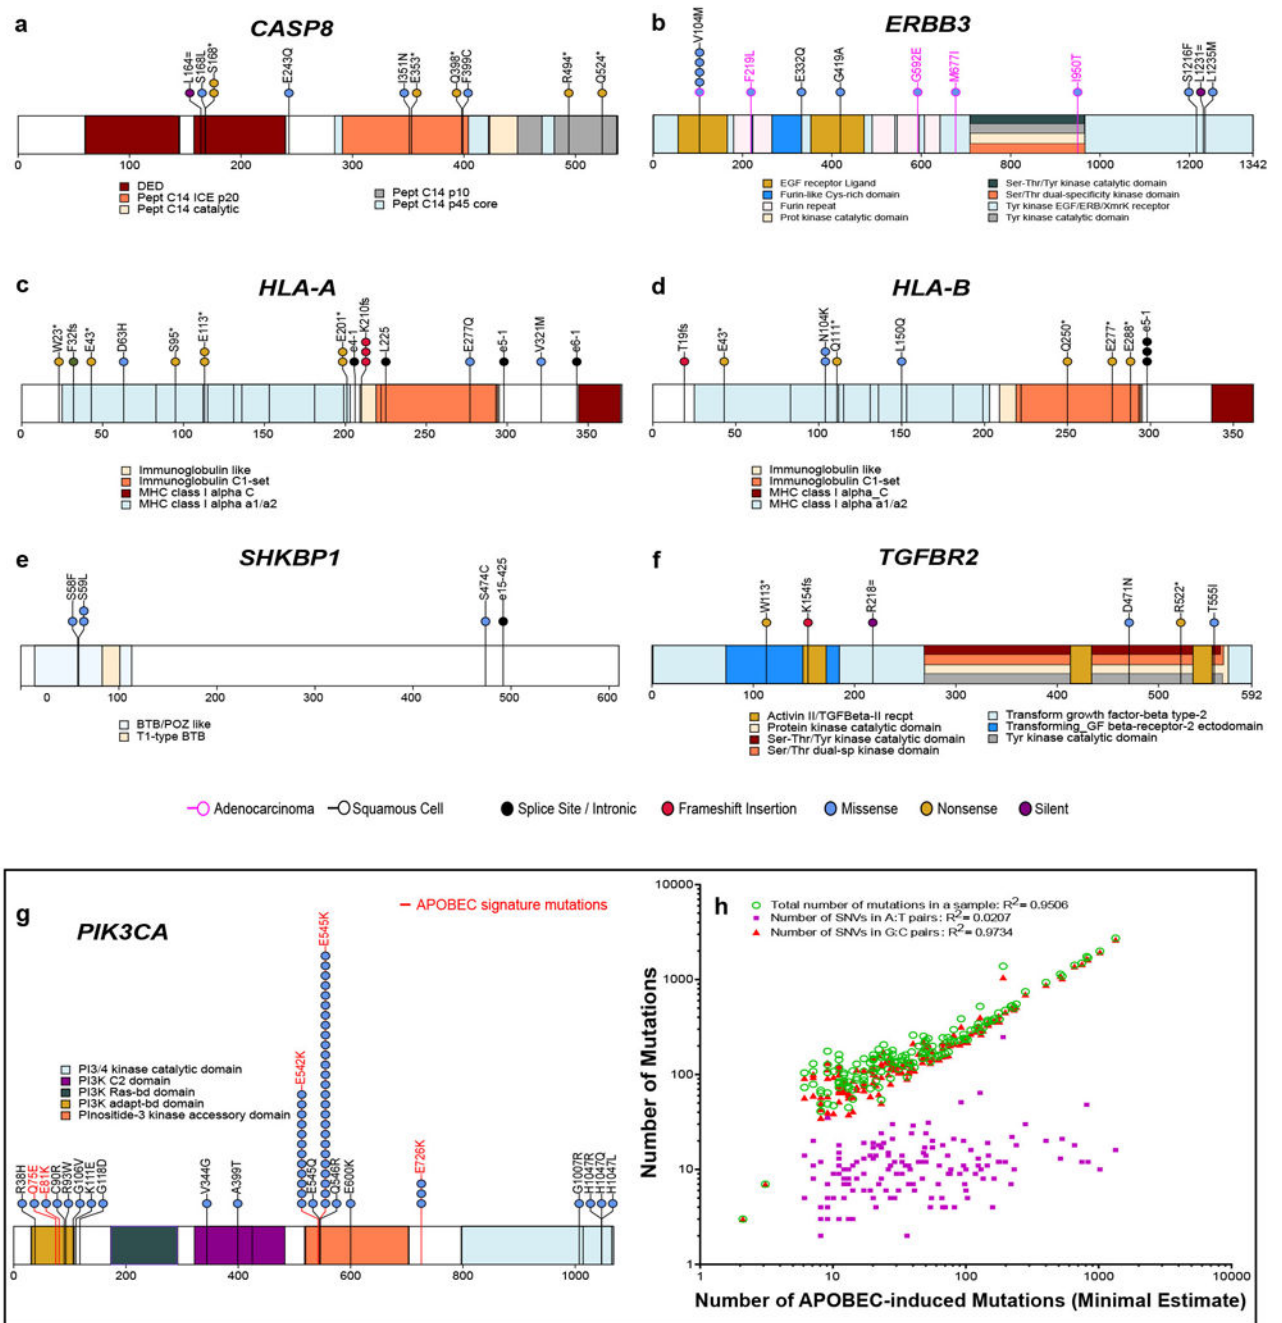 a
CASP8
L164=
S168L
S168*
E243Q
I351N
E353*
Q398*
F399C
R494*
Q524*
0 100 200 300 400 500
DED
Pept C14 ICE p20
Pept C14 catalytic
Pept C14 p10
Pept C14 p45 core
b
ERBB3
V104M
F219L
E332Q
G419A
G592E
M677I
I950T
S1216F
L1231=
L1235M
0 200 400 600 800 1000 1200 1342
EGF receptor Ligand
Furin-like Cys-rich domain
Furin repeat
Prot kinase catalytic domain
Ser-Thr/Tyr kinase catalytic domain
Ser/Thr dual-specificity kinase domain
Tyr kinase EGF/ERB/XmrK receptor
Tyr kinase catalytic domain
c
HLA-A
W23*
F32fs
E43*
D63H
S95*
E113*
E201*
e4-1
K210fs
L225
E277Q
e5-1
V321M
e6-1
0 50 100 150 200 250 300 350
Immunoglobulin like
Immunoglobulin C1-set
MHC class I alpha C
MHC class I alpha a1/a2
d
HLA-B
T19fs
E43*
N104K
Q111*
L150Q
Q250*
E277*
E288*
e5-1
0 50 100 150 200 250 300 350
Immunoglobulin like
Immunoglobulin C1-set
MHC class I alpha_C
MHC class I alpha a1/a2
e
SHKBP1
S58F
S59L
S474C
e15-425
0 100 200 300 400 500 600
BTB/POZ like
T1-type BTB
f
TGFBR2
W113*
K154fs
R218=
D471N
R522*
T555I
0 100 200 300 400 500 592
Activin II/TGFBeta-II recpt
Protein kinase catalytic domain
Ser-Thr/Tyr kinase catalytic domain
Ser/Thr dual-sp kinase domain
Transform growth factor-beta type-2
Transforming_GF beta-receptor-2 ectodomain
Tyr kinase catalytic domain
Adenocarcinoma Squamous Cell Splice Site / Intronic Frameshift Insertion Missense Nonsense Silent
g
PIK3CA
APOBEC signature mutations
PI3/4 kinase catalytic domain
PI3K C2 domain
PI3K Ras-bd domain
PI3K adapt-bd domain
PInositide-3 kinase accessory domain
R38H
Q75E
E81K
C90R
R93W
G106V
K111E
G118D
V344G
A399T
E542K
E545Q
E545K
Q546R
E600K
E726K
G1007R
H1047R
H1047Q
H1047L
0 200 400 600 800 1000
h
Total number of mutations in a sample: R2= 0.9506
Number of SNVs in A:T pairs: R2= 0.0207
Number of SNVs in G:C pairs: R2= 0.9734
Number of Mutations
10000
1000
100
10
1
1 10 100 1000 10000
Number of APOBEC-induced Mutations (Minimal Estimate)